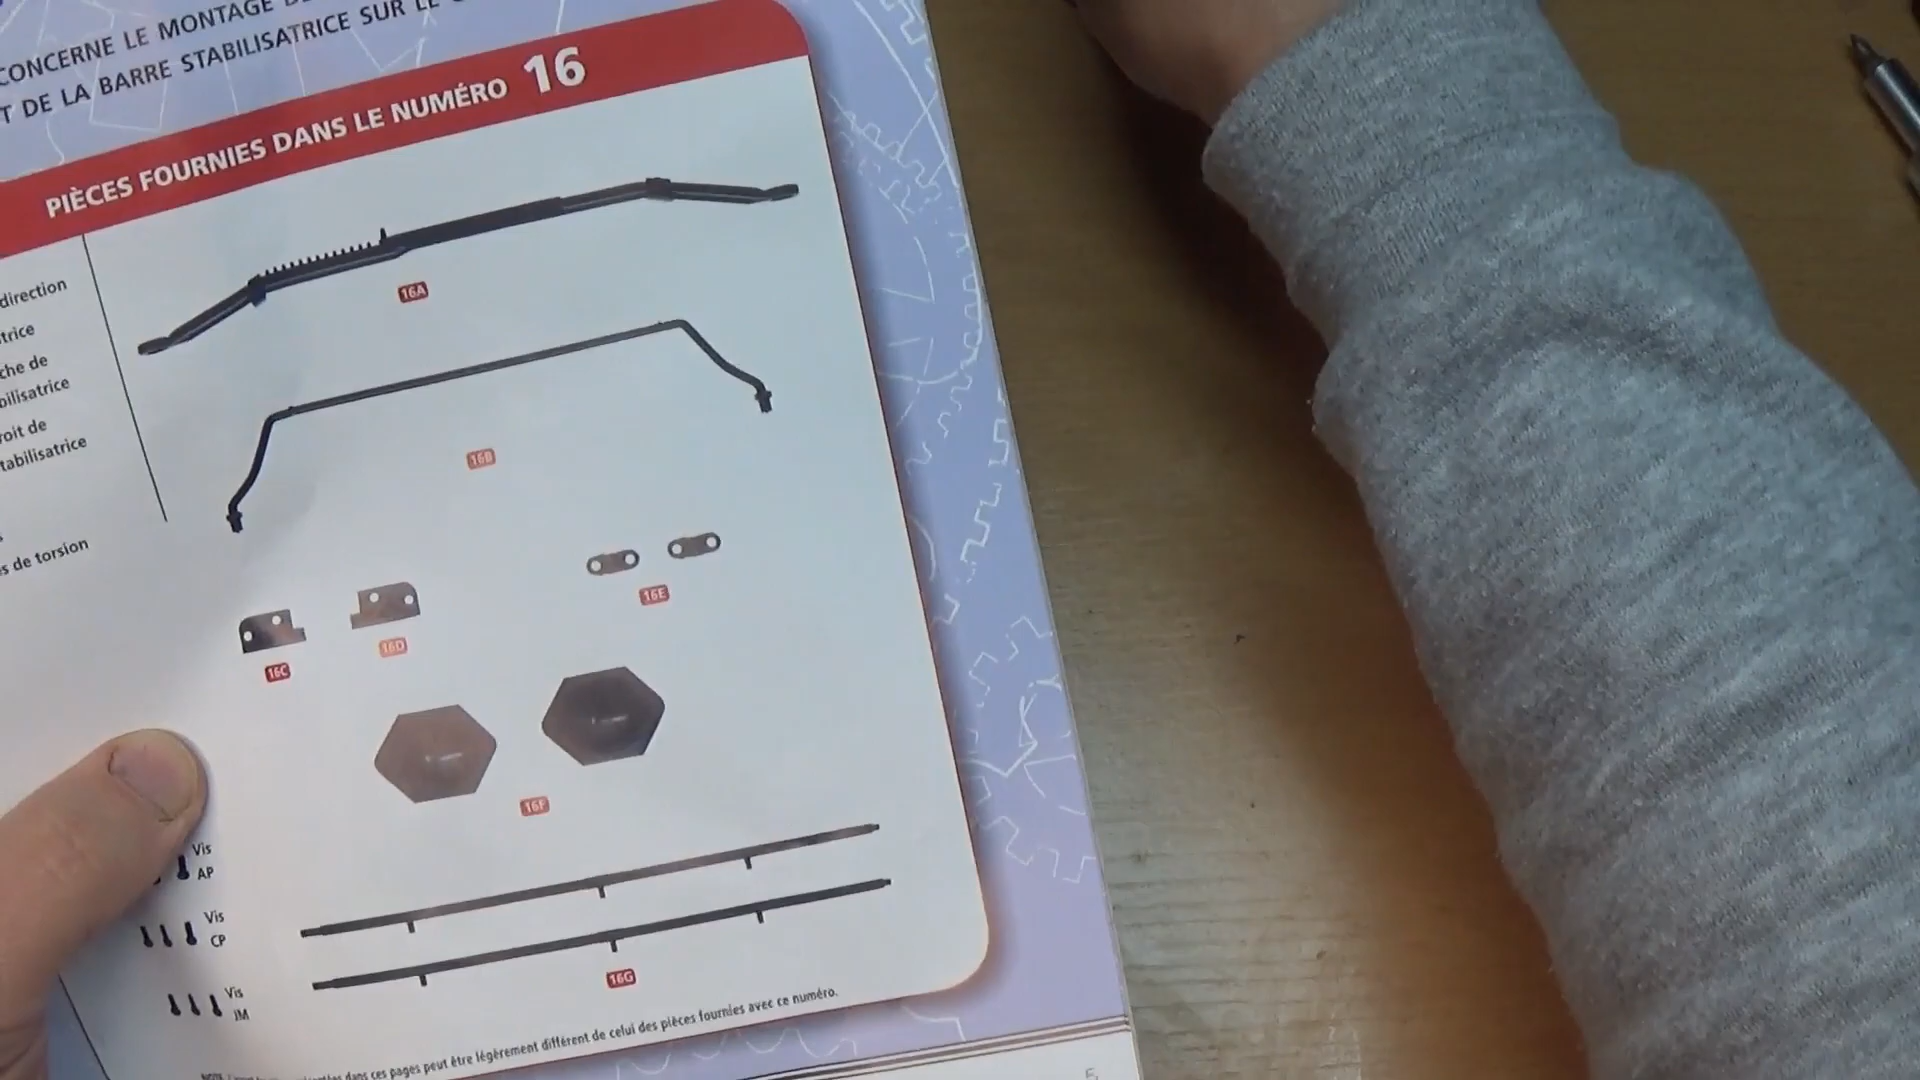 CONCERNE LE MONTAGE
T DE LA BARRE STABILISATRICE SUR LE
PIÈCES FOURNIES DANS LE NUMÉRO 16
direction
trice
che de
bilisatrice
roit de
tabilisatrice
s de torsion
16A
16B
16E
16C
16D
16F
Vis
AP
Vis
CP
Vis
IM
16G
dans ces pages peut être légèrement différent de celui des pièces fournies avec ce numéro.